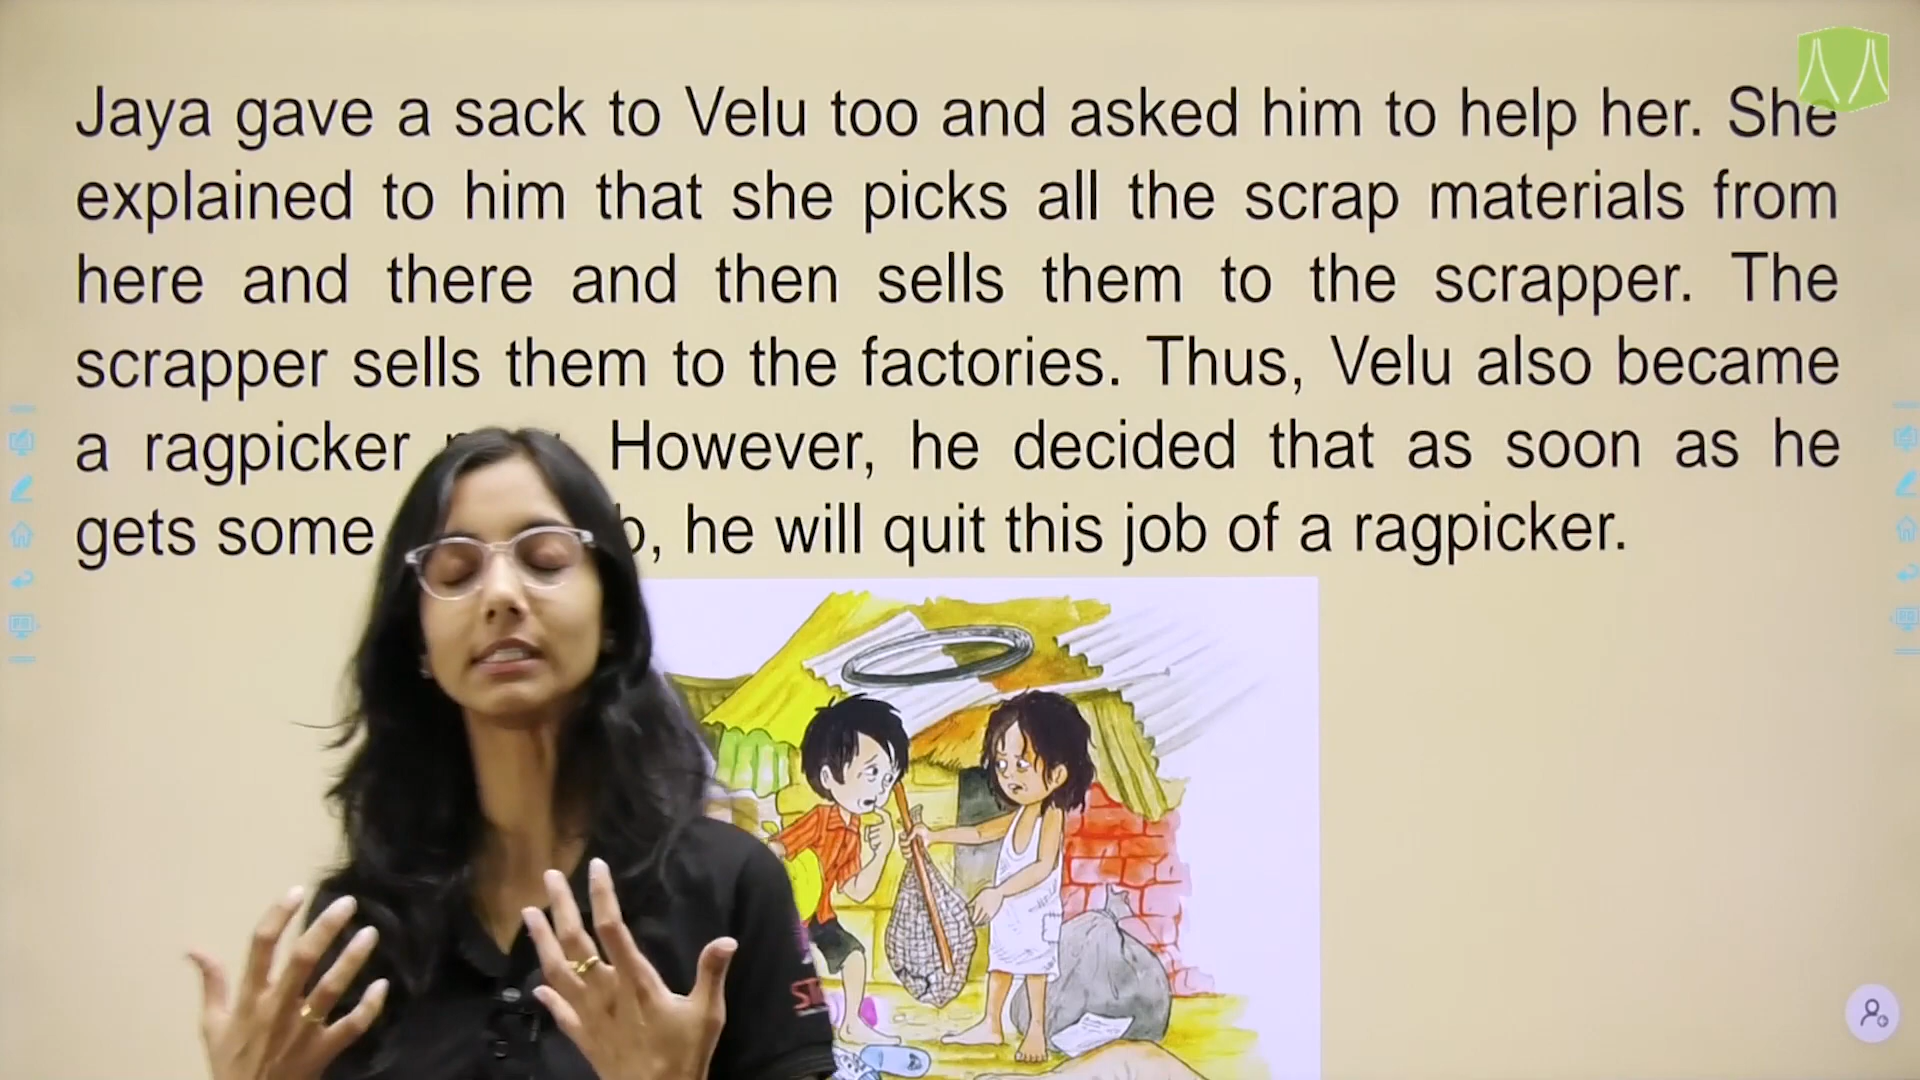 Jaya gave a sack to Velu too and asked him to help her. She
explained to him that she picks all the scrap materials from
here and there and then sells them to the scrapper. The
scrapper sells them to the factories. Thus, Velu also became
a ragpicker However, he decided that as soon as he
gets some he will quit this job of a ragpicker.